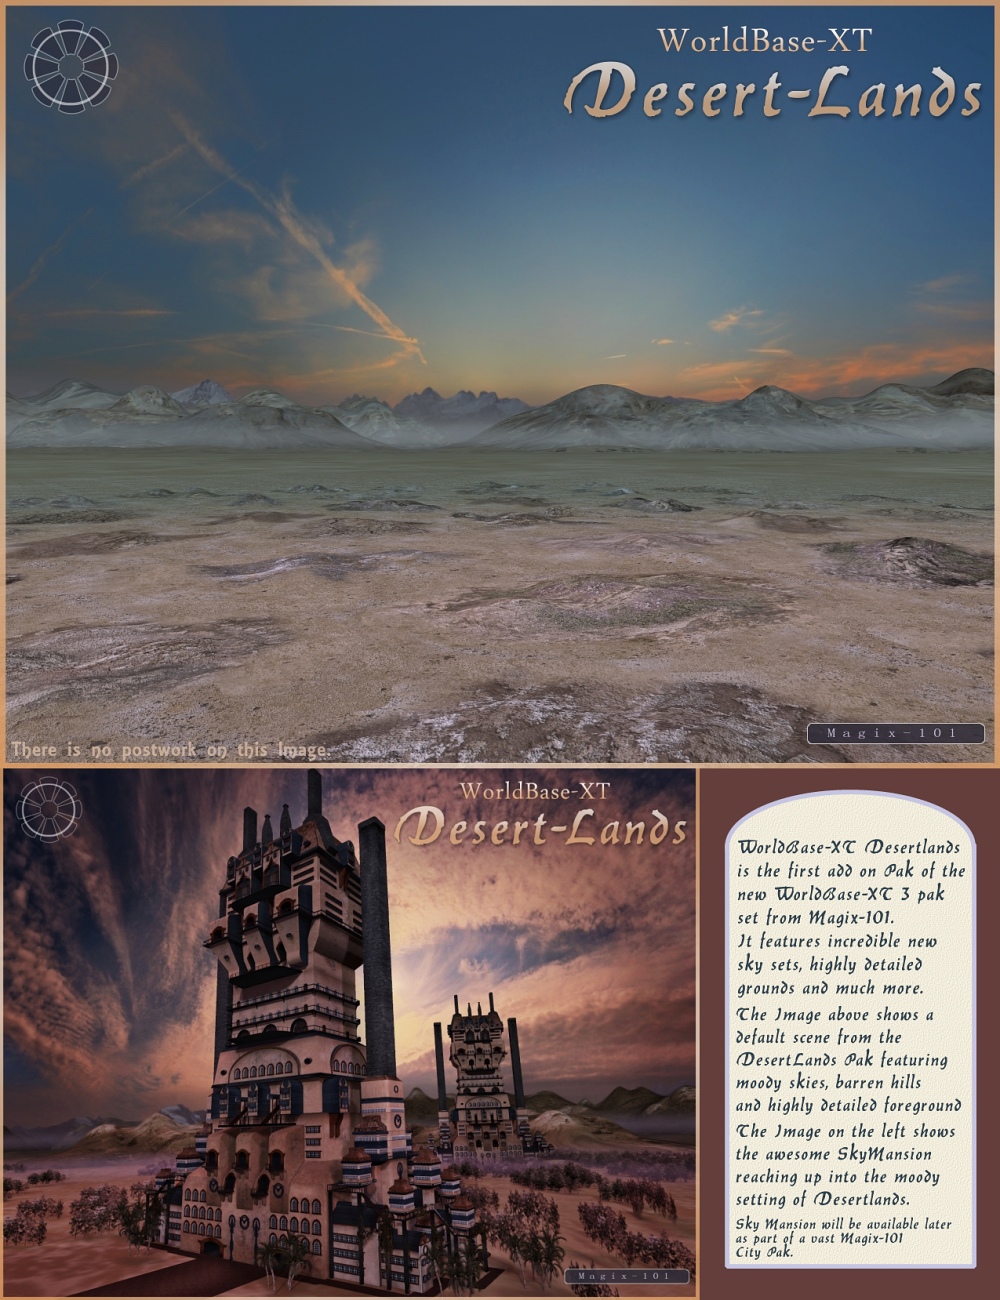 WorldBase-XT
Desert-Lands
Magix-101
There is no postwork on this Image.
WorldBase-XT
Desert-Lands
Magix-101
WorldBase-XT Desertlands
is the first add on Pak of the
new WorldBase-XT 3 pak
set from Magix-101.
It features incredible new
sky sets, highly detailed
grounds and much more.
The Image above shows a
default scene from the
DesertLands Pak featuring
moody skies, barren hills
and highly detailed foreground
The Image on the left shows
the awesome SkyMansion
reaching up into the moody
setting of Desertlands.
Sky Mansion will be available later
as part of a vast Magix-101
City Pak.